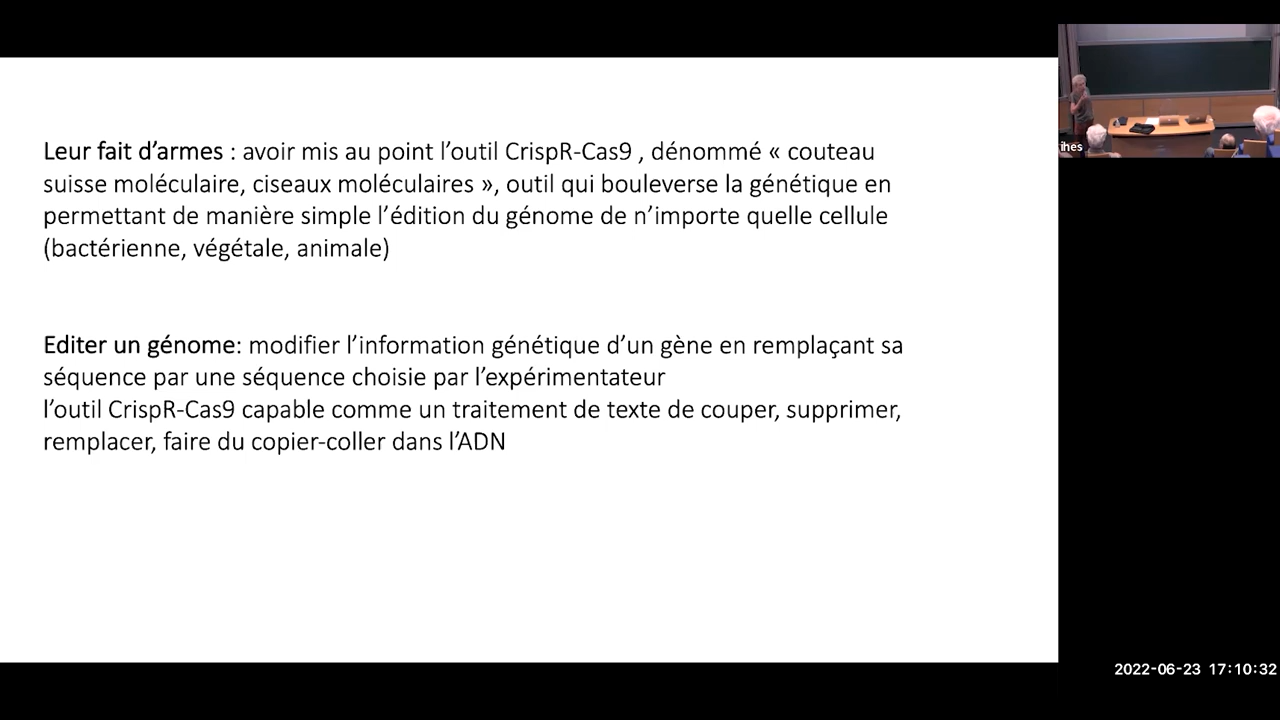 Leur fait d’armes : avoir mis au point l’outil CrispR-Cas9 , dénommé « couteau
suisse moléculaire, ciseaux moléculaires », outil qui bouleverse la génétique en
permettant de manière simple l’édition du génome de n’importe quelle cellule
(bactérienne, végétale, animale)
Editer un génome: modifier l’information génétique d’un gène en remplaçant sa
séquence par une séquence choisie par l’expérimentateur
l’outil CrispR-Cas9 capable comme un traitement de texte de couper, supprimer,
remplacer, faire du copier-coller dans l’ADN
ihes
2022-06-23 17:10:32